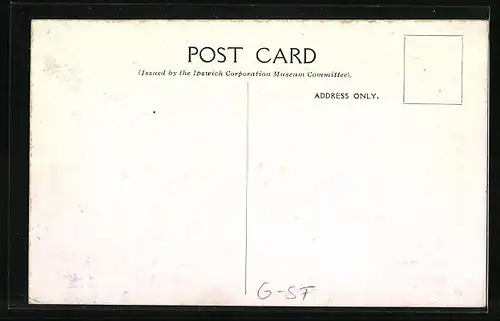 POST CARD
(Issued by the Ipswich Corporation Museum Committee).
ADDRESS ONLY.
G-SF